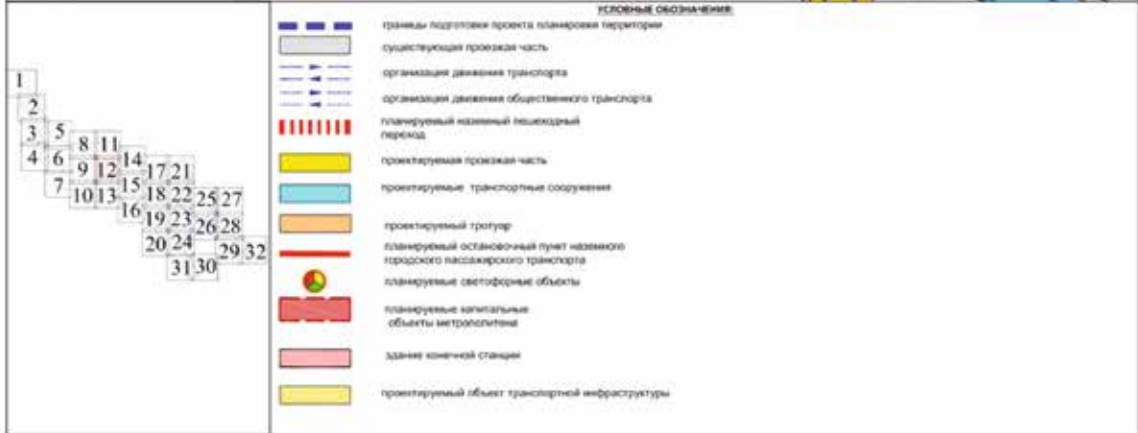 УСЛОВНЫЕ ОБОЗНАЧЕНИЯ:
границы подготовки проекта планировки территории
существующая проезжая часть
организация движения транспорта
организация движения общественного транспорта
планируемый наземный пешеходный
переход
проектируемая проезжая часть
проектируемые транспортные сооружения
проектируемый тротуар
планируемый остановочный пункт наземного
городского пассажирского транспорта
планируемые светофорные объекты
планируемые капитальные
объекты метрополитена
здание конечной станции
проектируемый объект транспортной инфраструктуры
1
2
3 5
8 11
4 6 14
9 12 17 21
7 15
10 13 18 22 25 27
16
19 23 26 28
20 24 29 32
31 30